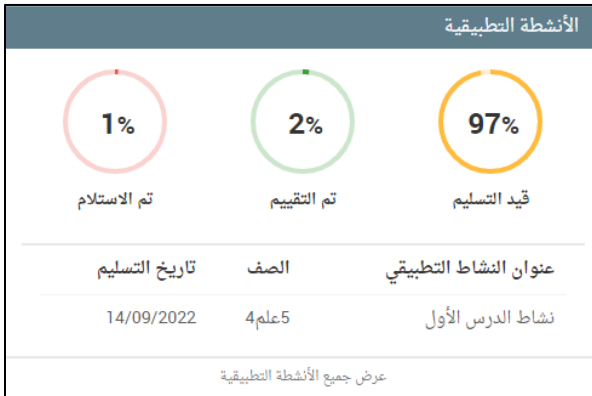 الأنشطة التطبيقية
97% 2% 1%
قيد التسليم تم التقييم تم الاستلام
عنوان النشاط التطبيقي الصف تاريخ التسليم
نشاط الدرس الأول 5علم4 14/09/2022
عرض جميع الأنشطة التطبيقية